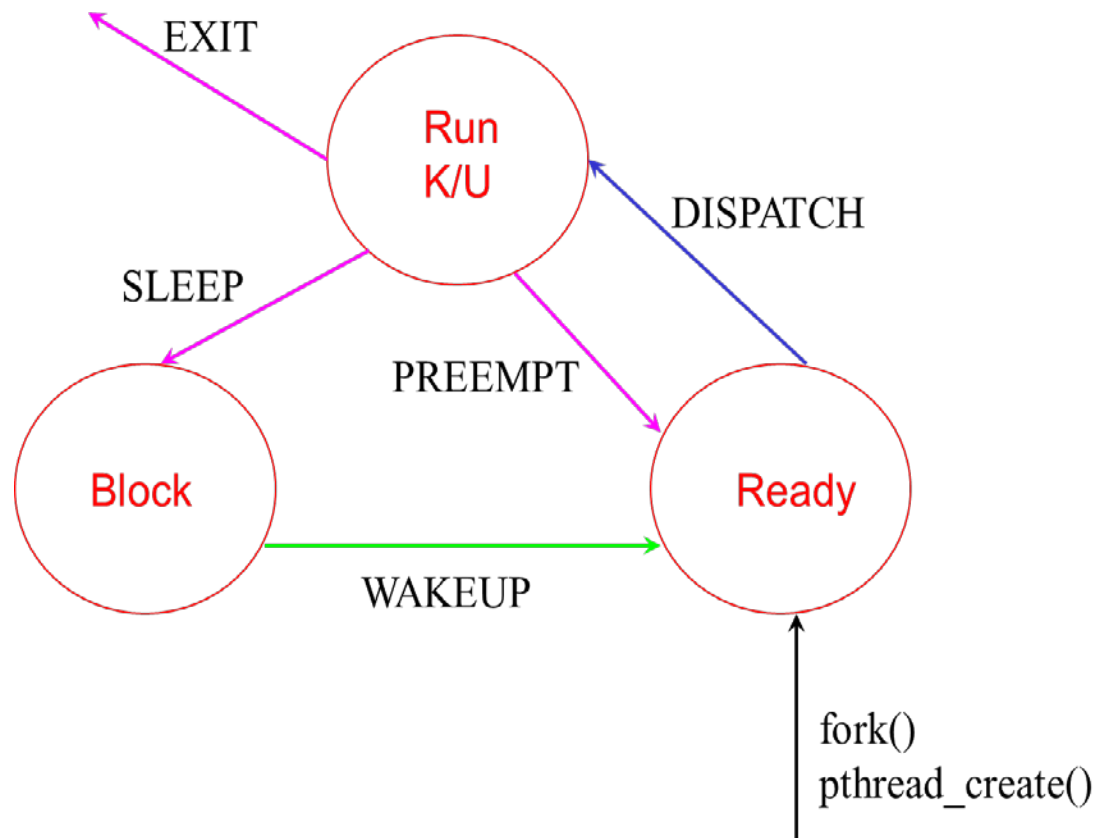 EXIT
Run
K/U
DISPATCH
SLEEP
PREEMPT
Block
Ready
WAKEUP
fork()
pthread_create()